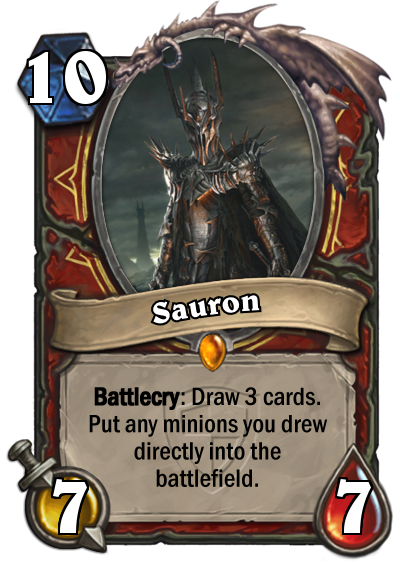 10
Sauron
Battlecry: Draw 3 cards.
Put any minions you drew
directly into the
battlefield.
7
7